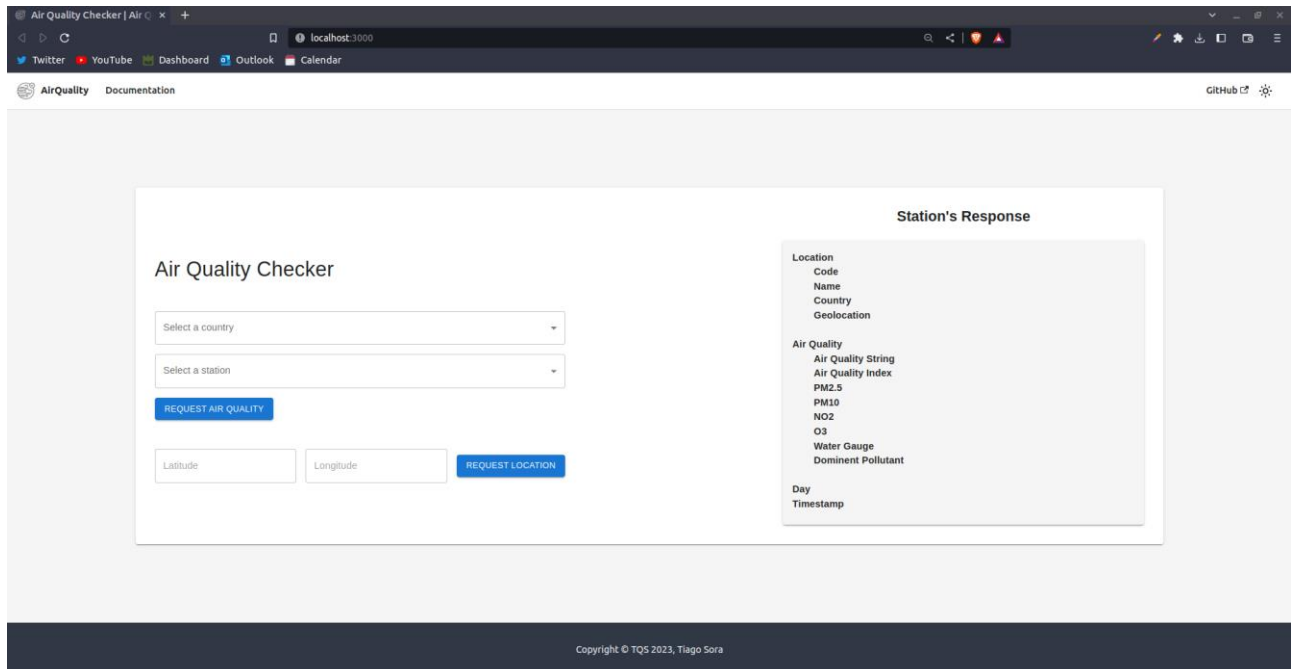 Air Quality Checker | Air
localhost:3000
Twitter YouTube Dashboard Outlook Calendar
AirQuality Documentation GitHub
Station's Response
Air Quality Checker
Select a country
Select a station
REQUEST AIR QUALITY
Latitude Longitude REQUEST LOCATION
Location
Code
Name
Country
Geolocation
Air Quality
Air Quality String
Air Quality Index
PM2.5
PM10
NO2
O3
Water Gauge
Dominent Pollutant
Day
Timestamp
Copyright © TQS 2023, Tiago Sora